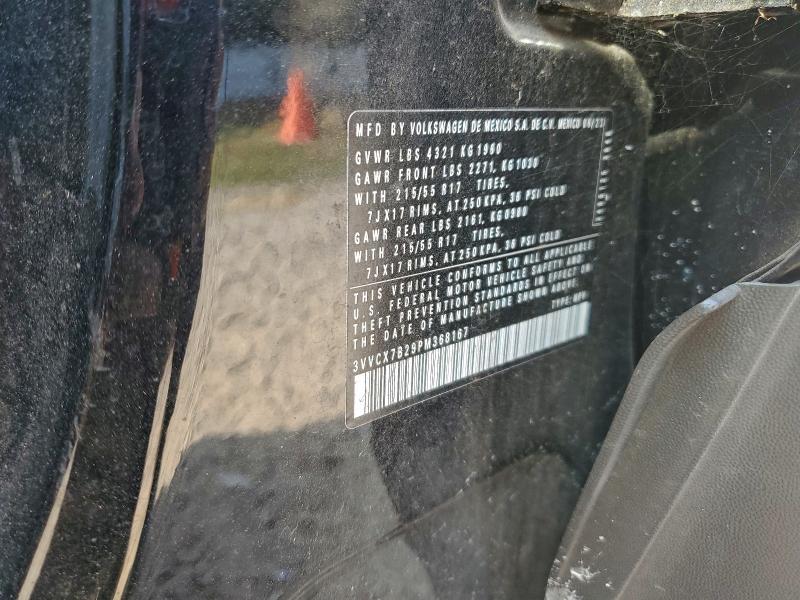 MFD BY VOLKSWAGEN DE MEXICO S.A. DE C.V. MEXICO
GVWR LBS 4321 KG 1960
GAWR FRONT LBS 2271, KG 1030
WITH 215/55 R17 TIRES,
7JX17 RIMS, AT 250 KPA, 36 PSI COLD
GAWR REAR LBS 2161, KG 0980
WITH 215/55 R17 TIRES,
7JX17 RIMS, AT 250 KPA, 36 PSI COLD
THIS VEHICLE CONFORMS TO ALL APPLICABLE
U.S. FEDERAL MOTOR VEHICLE SAFETY AND
THEFT PREVENTION STANDARDS IN EFFECT ON
THE DATE OF MANUFACTURE SHOWN ABOVE.
3VVCX7B29PM368167 TYPE: MPV